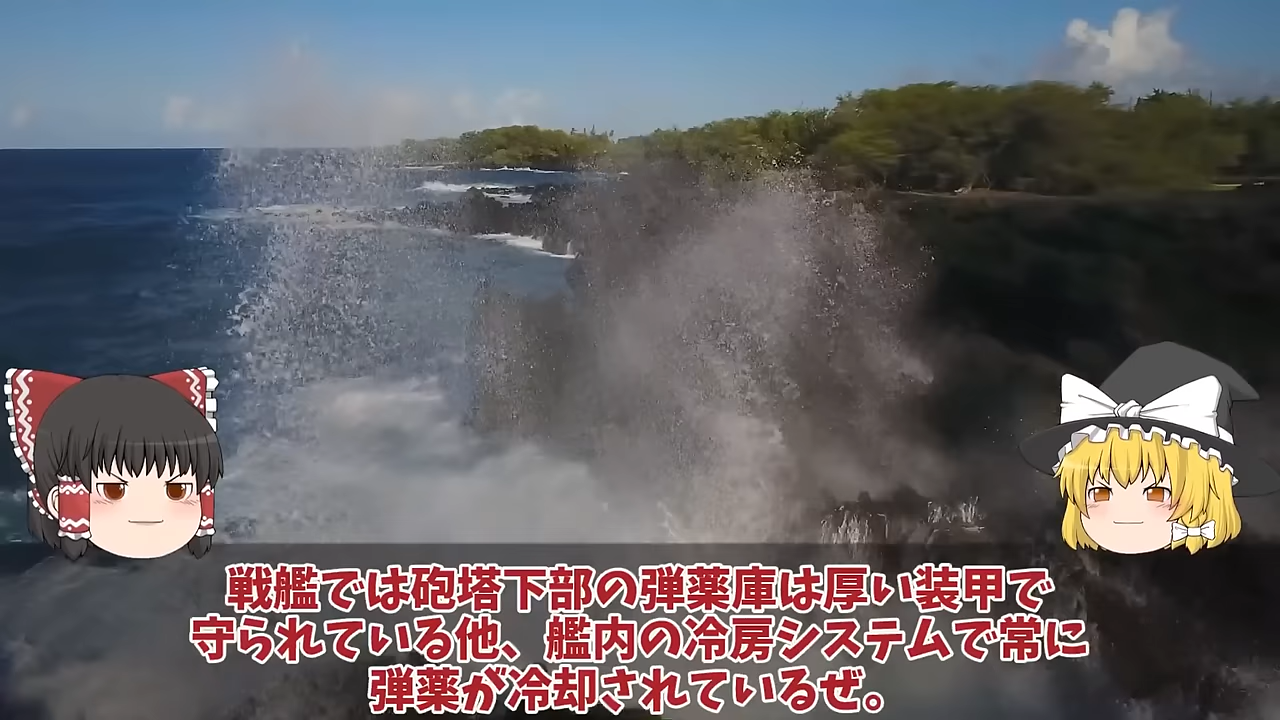 戦艦では砲塔下部の弾薬庫は厚い装甲で
守られている他、艦内の冷房システムで常に
弾薬が冷却されているぜ。